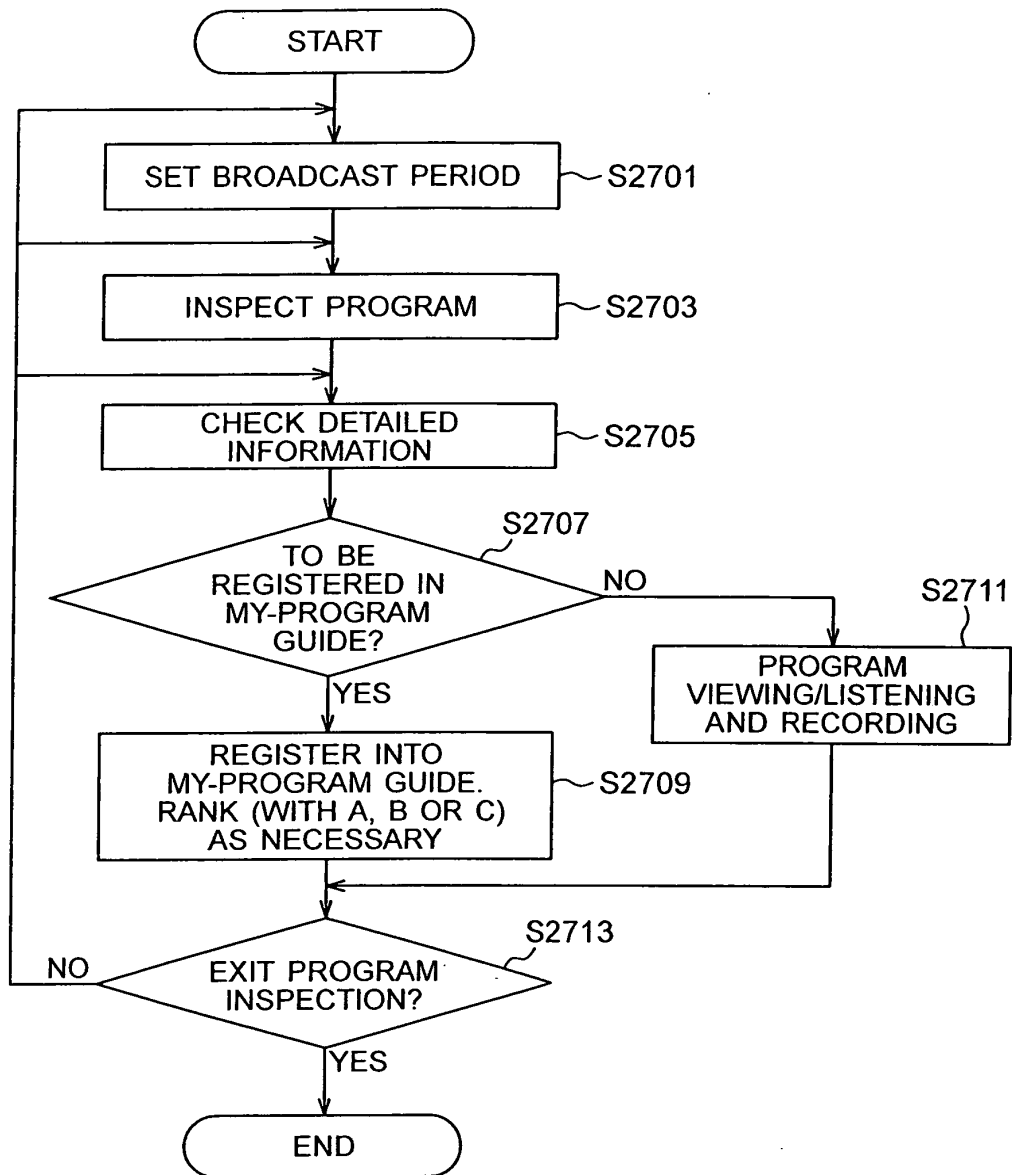 START
SET BROADCAST PERIOD
S2701
INSPECT PROGRAM
S2703
CHECK DETAILED
INFORMATION
S2705
S2707
TO BE
REGISTERED IN
MY-PROGRAM
GUIDE?
NO
S2711
PROGRAM
VIEWING/LISTENING
AND RECORDING
YES
REGISTER INTO
MY-PROGRAM GUIDE.
RANK (WITH A, B OR C)
AS NECESSARY
S2709
S2713
NO
EXIT PROGRAM
INSPECTION?
YES
END